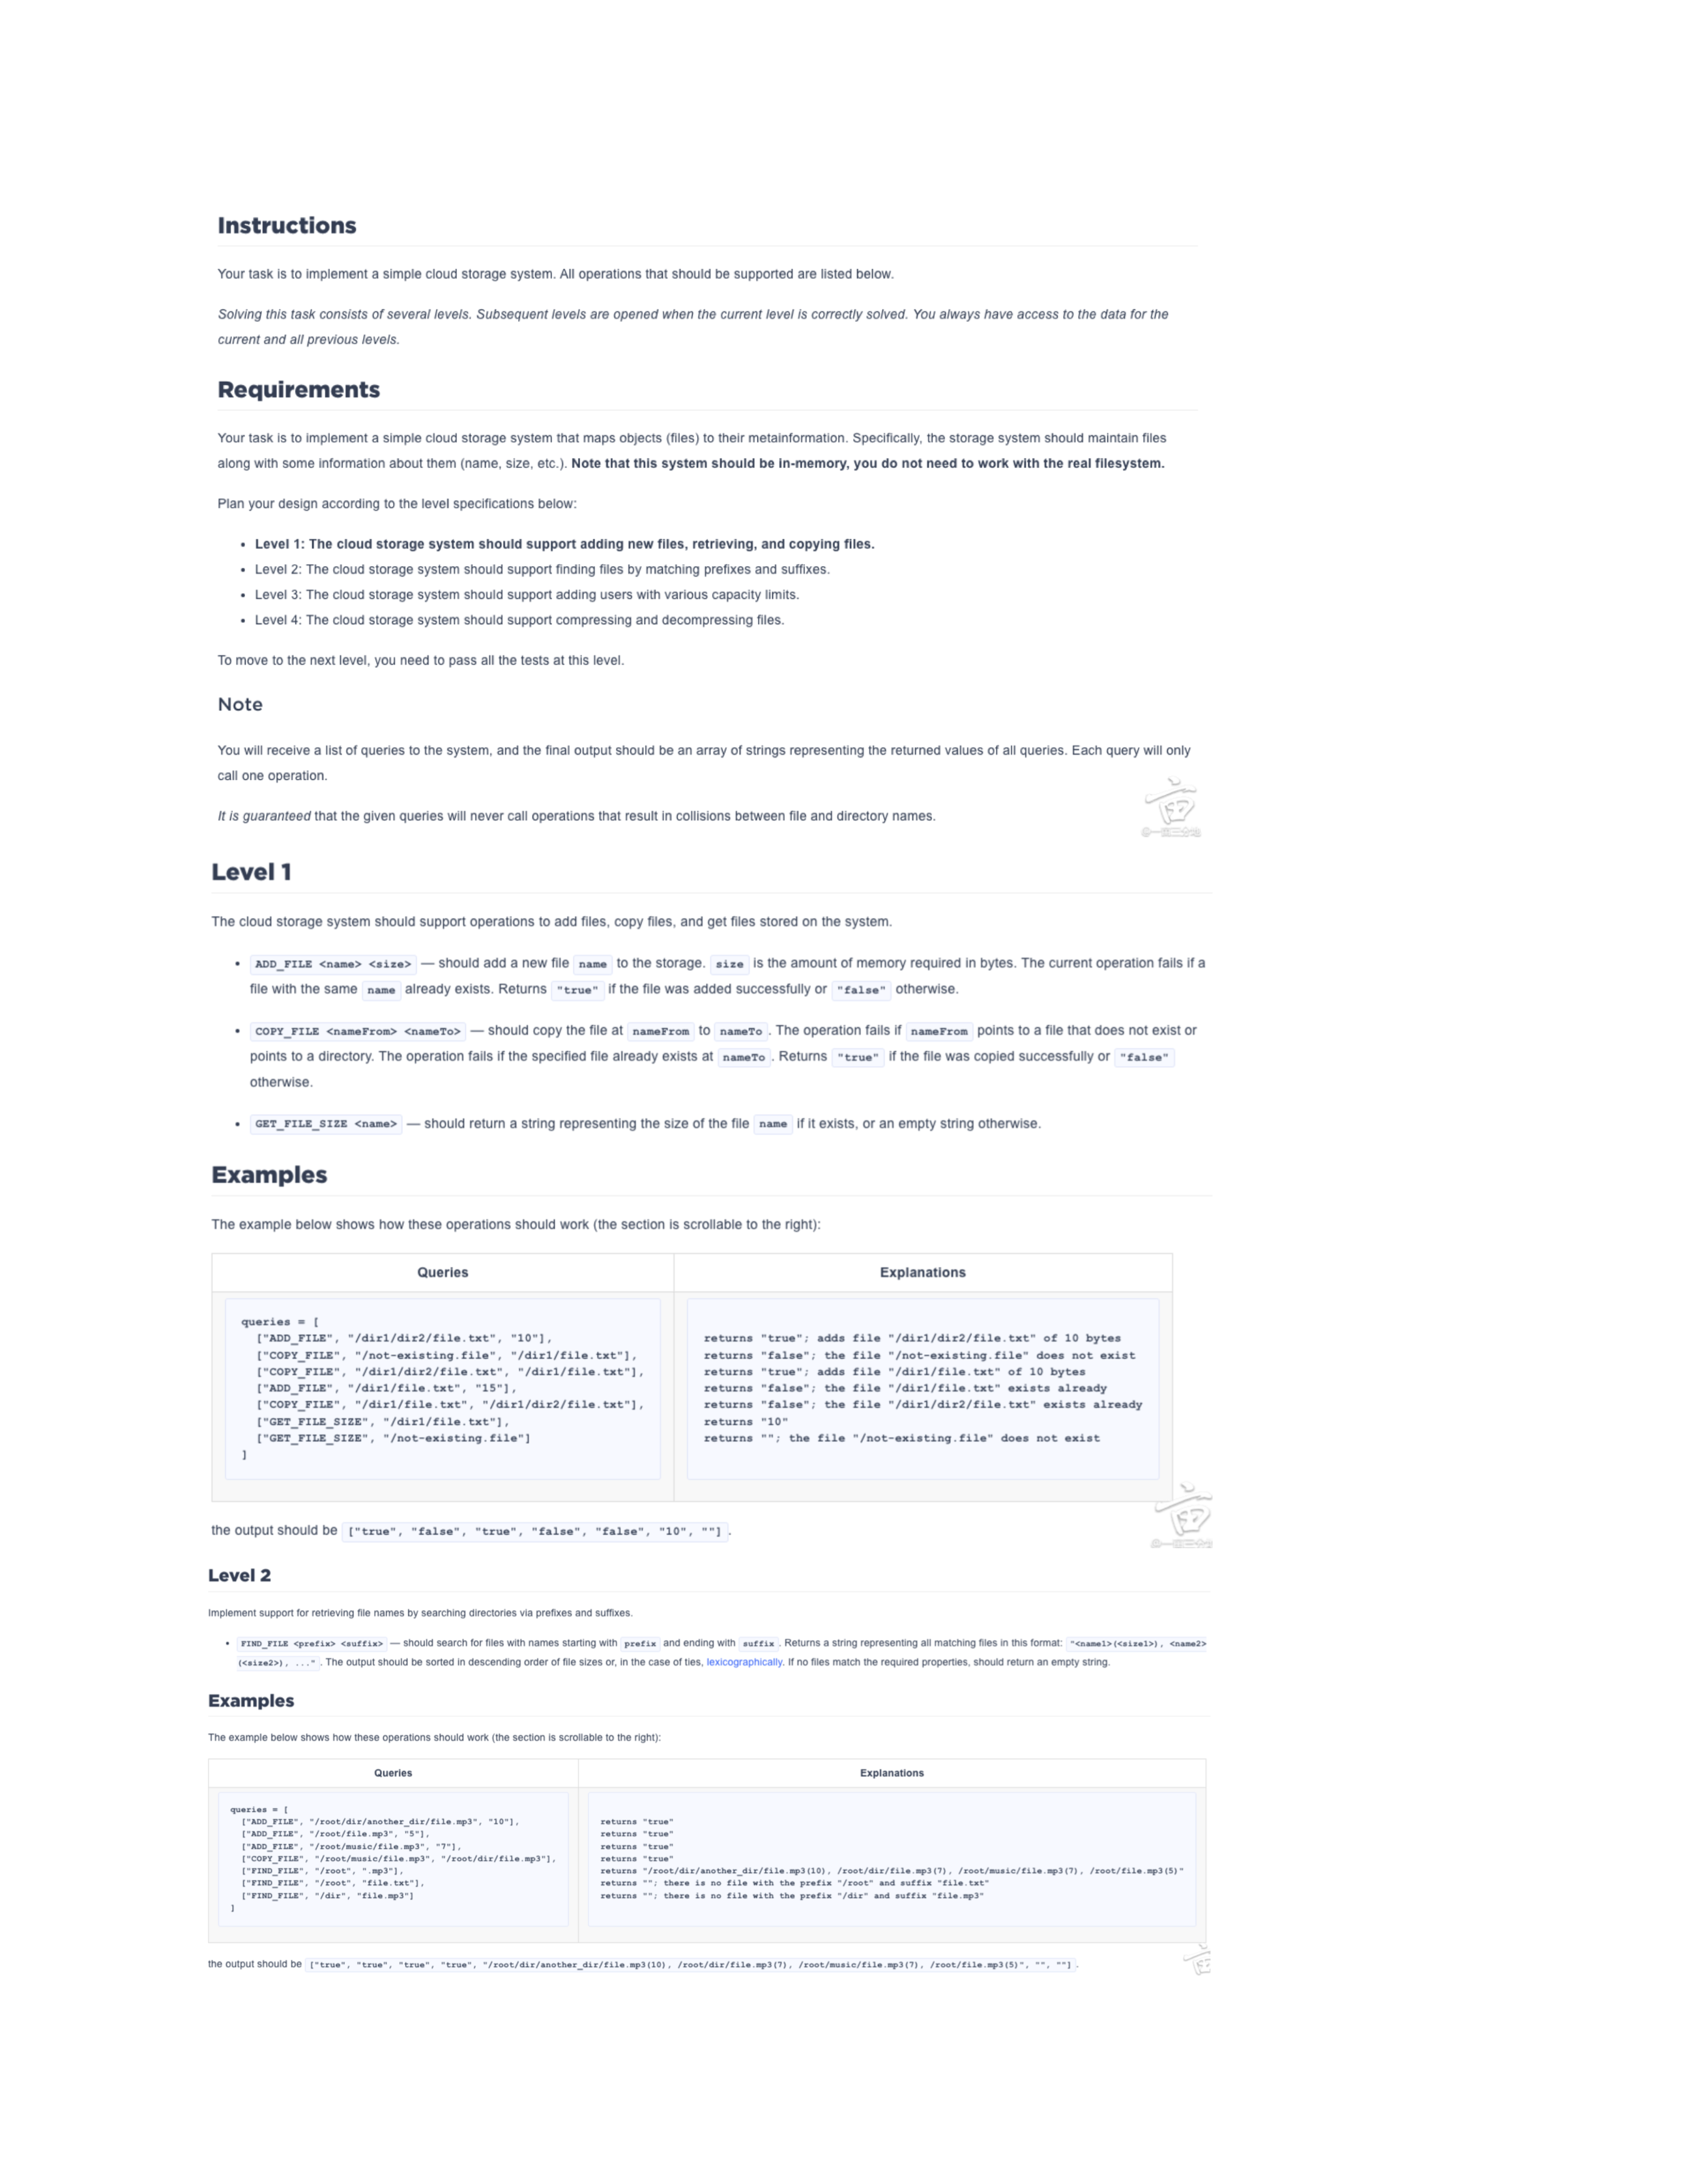 Instructions
Your task is to implement a simple cloud storage system. All operations that should be supported are listed below.
Solving this task consists of several levels. Subsequent levels are opened when the current level is correctly solved. You always have access to the data for the
current and all previous levels.
Requirements
Your task is to implement a simple cloud storage system that maps objects (files) to their metainformation. Specifically, the storage system should maintain files
along with some information about them (name, size, etc.). Note that this system should be in-memory, you do not need to work with the real filesystem.
Plan your design according to the level specifications below:
• Level 1: The cloud storage system should support adding new files, retrieving, and copying files.
• Level 2: The cloud storage system should support finding files by matching prefixes and suffixes.
• Level 3: The cloud storage system should support adding users with various capacity limits.
• Level 4: The cloud storage system should support compressing and decompressing files.
To move to the next level, you need to pass all the tests at this level.
Note
You will receive a list of queries to the system, and the final output should be an array of strings representing the returned values of all queries. Each query will only
call one operation.
It is guaranteed that the given queries will never call operations that result in collisions between file and directory names.
亩
@一亩三分地
Level 1
The cloud storage system should support operations to add files, copy files, and get files stored on the system.
• ADD_FILE <name> <size> — should add a new file name to the storage. size is the amount of memory required in bytes. The current operation fails if a
file with the same name already exists. Returns "true" if the file was added successfully or "false" otherwise.
• COPY_FILE <nameFrom> <nameTo> — should copy the file at nameFrom to nameTo. The operation fails if nameFrom points to a file that does not exist or
points to a directory. The operation fails if the specified file already exists at nameTo. Returns "true" if the file was copied successfully or "false"
otherwise.
• GET_FILE_SIZE <name> — should return a string representing the size of the file name if it exists, or an empty string otherwise.
Examples
The example below shows how these operations should work (the section is scrollable to the right):
Queries
queries = [
["ADD_FILE", "/dir1/dir2/file.txt", "10"],
["COPY_FILE", "/not-existing.file", "/dir1/file.txt"],
["COPY_FILE", "/dir1/dir2/file.txt", "/dir1/file.txt"],
["ADD_FILE", "/dir1/file.txt", "15"],
["COPY_FILE", "/dir1/file.txt", "/dir1/dir2/file.txt"],
["GET_FILE_SIZE", "/dir1/file.txt"],
["GET_FILE_SIZE", "/not-existing.file"]
]
Explanations
returns "true"; adds file "/dir1/dir2/file.txt" of 10 bytes
returns "false"; the file "/not-existing.file" does not exist
returns "true"; adds file "/dir1/file.txt" of 10 bytes
returns "false"; the file "/dir1/file.txt" exists already
returns "false"; the file "/dir1/dir2/file.txt" exists already
returns "10"
returns ""; the file "/not-existing.file" does not exist
the output should be ["true", "false", "true", "false", "false", "10", ""].
亩
@一亩三分地
Level 2
Implement support for retrieving file names by searching directories via prefixes and suffixes.
• FIND_FILE <prefix> <suffix> — should search for files with names starting with prefix and ending with suffix. Returns a string representing all matching files in this format: "<name1>(<size1>), <name2>
(<size2>), ...". The output should be sorted in descending order of file sizes or, in the case of ties, lexicographically. If no files match the required properties, should return an empty string.
Examples
The example below shows how these operations should work (the section is scrollable to the right):
Queries
queries = [
["ADD_FILE", "/root/dir/another_dir/file.mp3", "10"],
["ADD_FILE", "/root/file.mp3", "5"],
["ADD_FILE", "/root/music/file.mp3", "7"],
["COPY_FILE", "/root/music/file.mp3", "/root/dir/file.mp3"],
["FIND_FILE", "/root", ".mp3"],
["FIND_FILE", "/root", "file.txt"],
["FIND_FILE", "/dir", "file.mp3"]
]
Explanations
returns "true"
returns "true"
returns "true"
returns "true"
returns "/root/dir/another_dir/file.mp3(10), /root/dir/file.mp3(7), /root/music/file.mp3(7), /root/file.mp3(5)"
returns ""; there is no file with the prefix "/root" and suffix "file.txt"
returns ""; there is no file with the prefix "/dir" and suffix "file.mp3"
the output should be ["true", "true", "true", "true", "/root/dir/another_dir/file.mp3(10), /root/dir/file.mp3(7), /root/music/file.mp3(7), /root/file.mp3(5)", "", ""].
亩